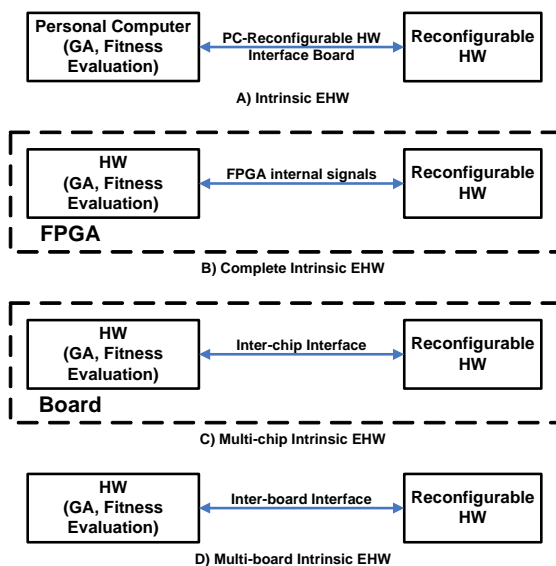 Personal Computer
(GA, Fitness
Evaluation)
PC-Reconfigurable HW
Interface Board
Reconfigurable
HW
A) Intrinsic EHW
HW
(GA, Fitness
Evaluation)
FPGA internal signals
Reconfigurable
HW
FPGA
B) Complete Intrinsic EHW
HW
(GA, Fitness
Evaluation)
Inter-chip Interface
Reconfigurable
HW
Board
C) Multi-chip Intrinsic EHW
HW
(GA, Fitness
Evaluation)
Inter-board Interface
Reconfigurable
HW
D) Multi-board Intrinsic EHW